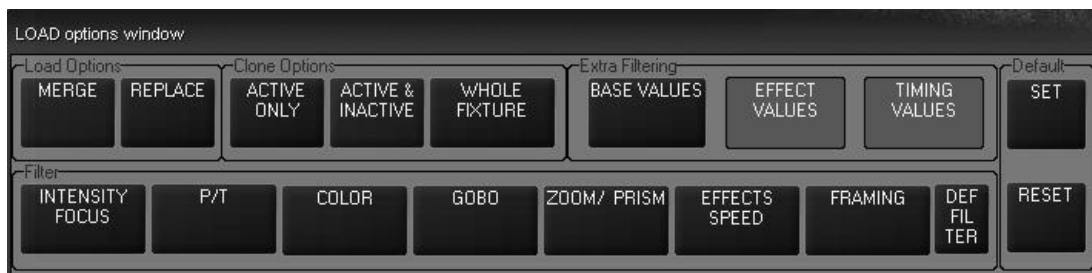 LOAD options window
Load Options
Clone Options
Extra Filtering
Default
MERGE
REPLACE
ACTIVE
ONLY
ACTIVE &
INACTIVE
WHOLE
FIXTURE
BASE VALUES
EFFECT
VALUES
TIMING
VALUES
SET
Filter
INTENSITY
FOCUS
P/T
COLOR
GOBO
ZOOM/ PRISM
EFFECTS
SPEED
FRAMING
DEF
FIL
TER
RESET